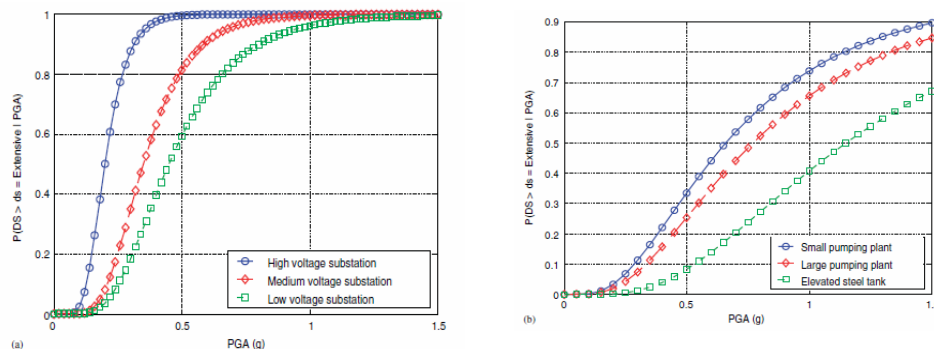 1
0.8
0.6
0.4
0.2
0
0.5
1
1.5
P(DS > ds = Extensive | PGA)
PGA (g)
High voltage substation
Medium voltage substation
Low voltage substation
(a)
0.9
0.8
0.7
0.6
0.5
0.4
0.3
0.2
0.1
0
0
0.5
1
1.
P(DS > ds = Extensive | PGA)
PGA (g)
Small pumping plant
Large pumping plant
Elevated steel tank
(b)